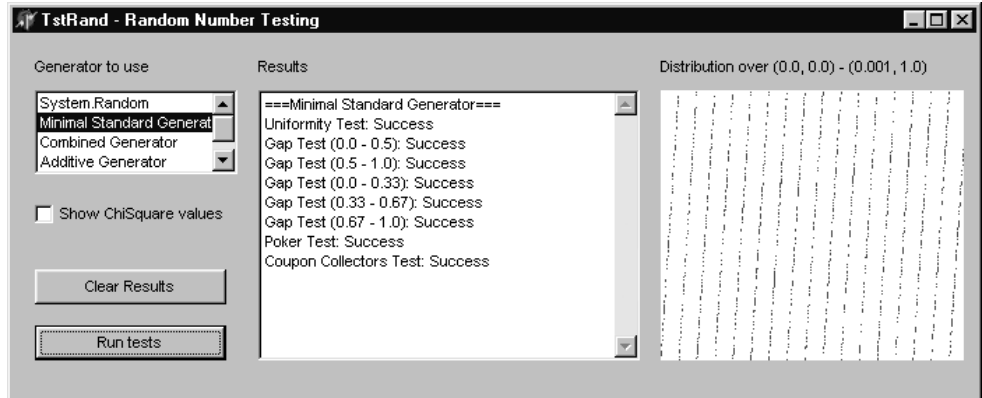 TstRand - Random Number Testing
Generator to use
System.Random
Minimal Standard Generat
Combined Generator
Additive Generator
Show ChiSquare values
Clear Results
Run tests
Results
===Minimal Standard Generator===
Uniformity Test: Success
Gap Test (0.0 - 0.5): Success
Gap Test (0.5 - 1.0): Success
Gap Test (0.0 - 0.33): Success
Gap Test (0.33 - 0.67): Success
Gap Test (0.67 - 1.0): Success
Poker Test: Success
Coupon Collectors Test: Success
Distribution over (0.0, 0.0) - (0.001, 1.0)